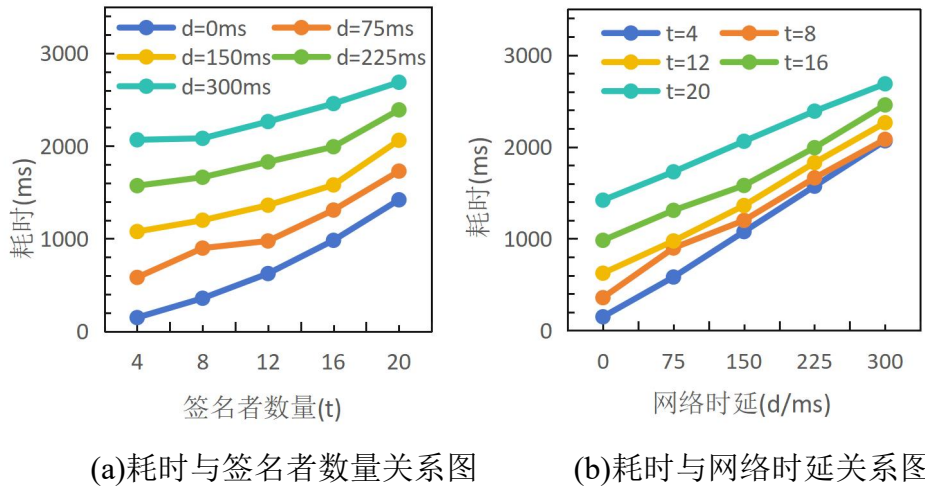 d=0ms d=75ms
d=150ms d=225ms
d=300ms
3000
2000
1000
0
耗时(ms)
4 8 12 16 20
签名者数量(t)
(a)耗时与签名者数量关系图
t=4 t=8
t=12 t=16
t=20
3000
2000
1000
0
耗时(ms)
0 75 150 225 300
网络时延(d/ms)
(b)耗时与网络时延关系图